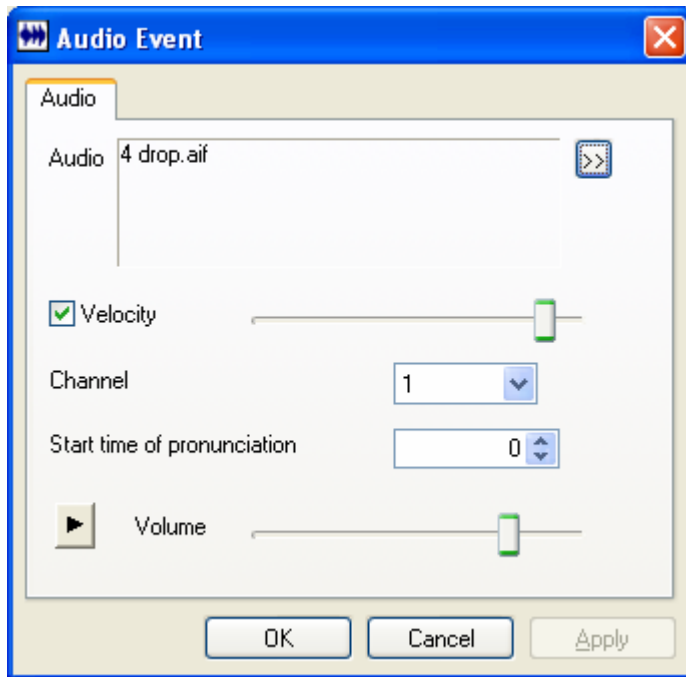 Audio Event
Audio
Audio 4 drop.aif >>
Velocity
Channel 1
Start time of pronunciation 0
Volume
OK Cancel Apply